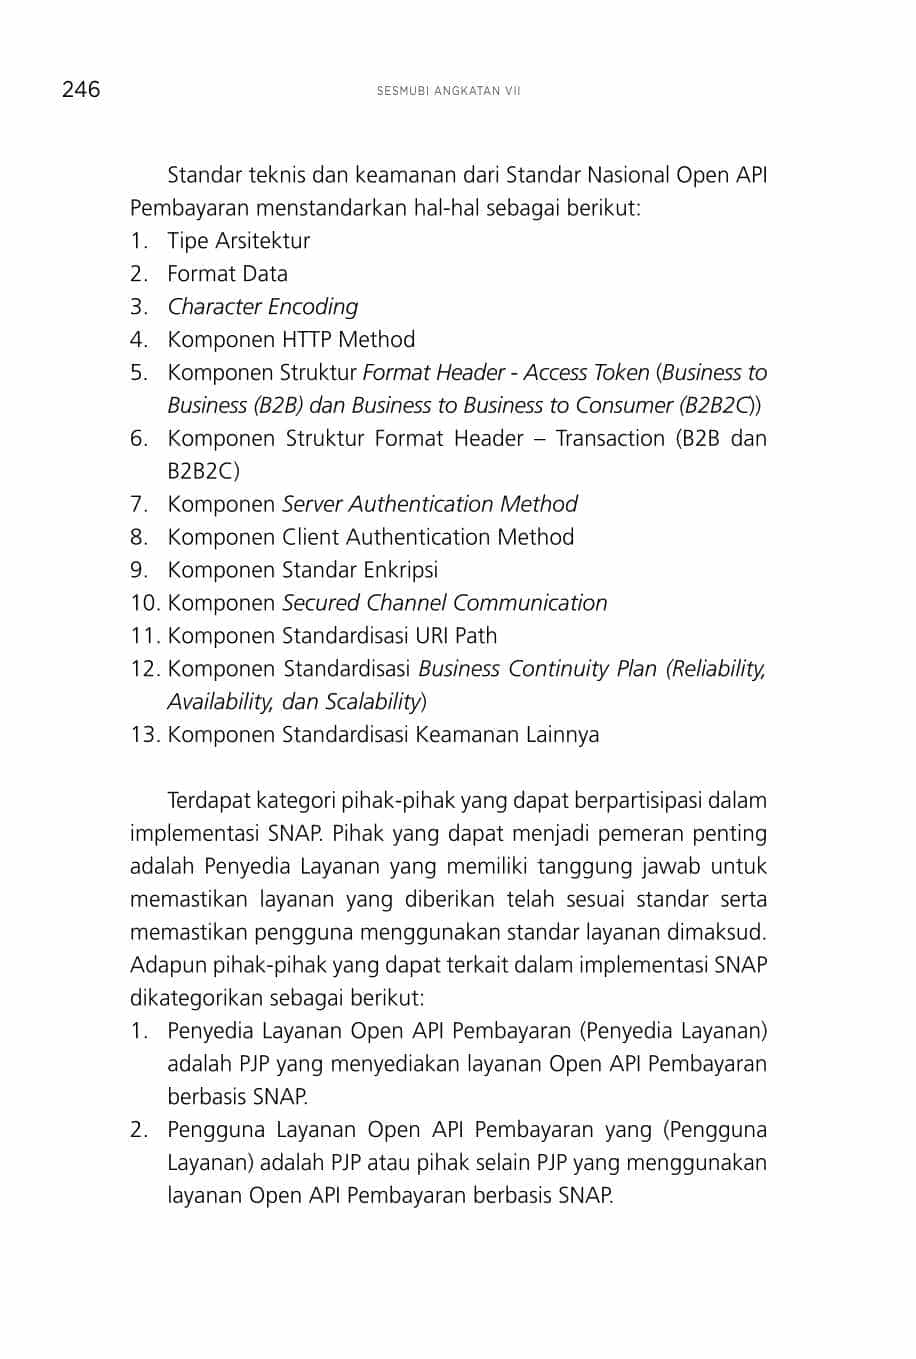 246
SESMUBI ANGKATAN VII
Standar teknis dan keamanan dari Standar Nasional Open API
Pembayaran menstandarkan hal-hal sebagai berikut:
1. Tipe Arsitektur
2. Format Data
3. Character Encoding
4. Komponen HTTP Method
5. Komponen Struktur Format Header - Access Token (Business to
Business (B2B) dan Business to Business to Consumer (B2B2C))
6. Komponen Struktur Format Header – Transaction (B2B dan
B2B2C)
7. Komponen Server Authentication Method
8. Komponen Client Authentication Method
9. Komponen Standar Enkripsi
10. Komponen Secured Channel Communication
11. Komponen Standardisasi URI Path
12. Komponen Standardisasi Business Continuity Plan (Reliability,
Availability, dan Scalability)
13. Komponen Standardisasi Keamanan Lainnya
Terdapat kategori pihak-pihak yang dapat berpartisipasi dalam
implementasi SNAP. Pihak yang dapat menjadi pemeran penting
adalah Penyedia Layanan yang memiliki tanggung jawab untuk
memastikan layanan yang diberikan telah sesuai standar serta
memastikan pengguna menggunakan standar layanan dimaksud.
Adapun pihak-pihak yang dapat terkait dalam implementasi SNAP
dikategorikan sebagai berikut:
1. Penyedia Layanan Open API Pembayaran (Penyedia Layanan)
adalah PJP yang menyediakan layanan Open API Pembayaran
berbasis SNAP.
2. Pengguna Layanan Open API Pembayaran yang (Pengguna
Layanan) adalah PJP atau pihak selain PJP yang menggunakan
layanan Open API Pembayaran berbasis SNAP.